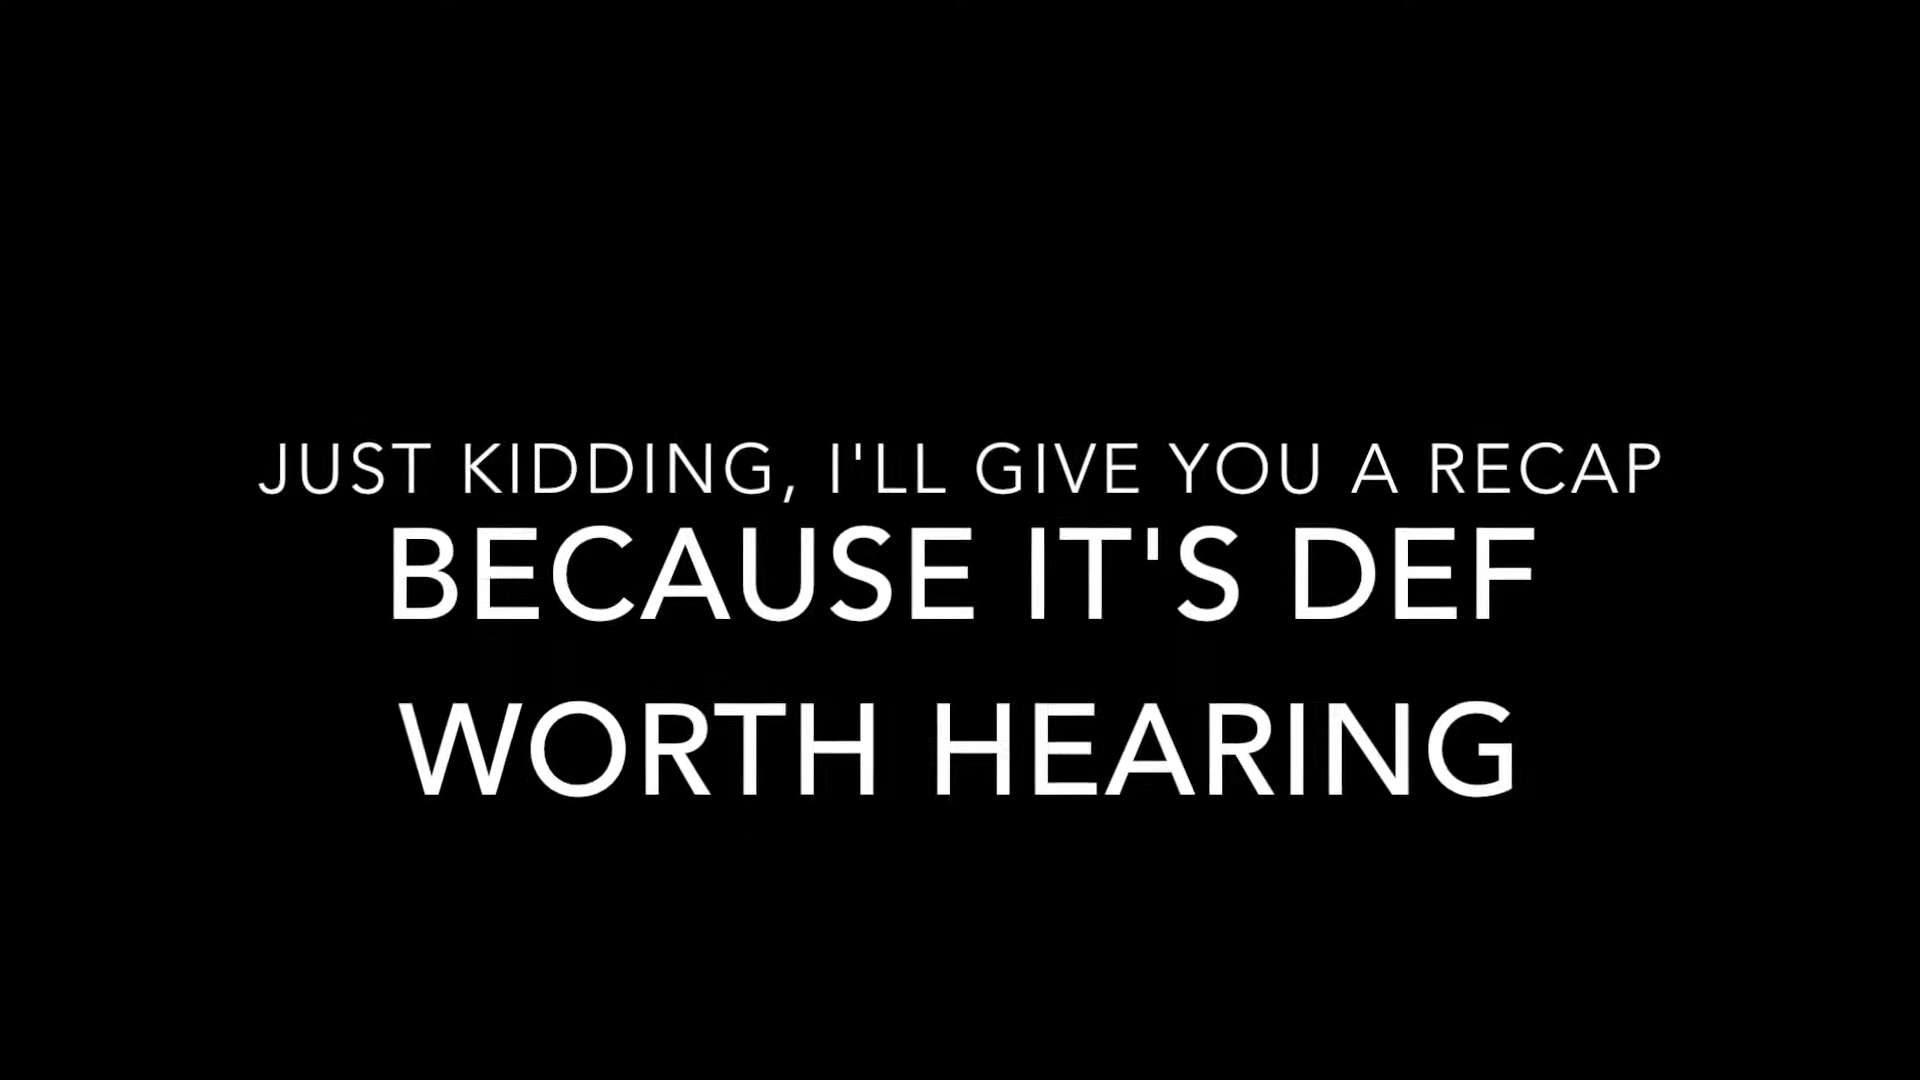 JUST KIDDING, I'LL GIVE YOU A RECAP
BECAUSE IT'S DEF
WORTH HEARING